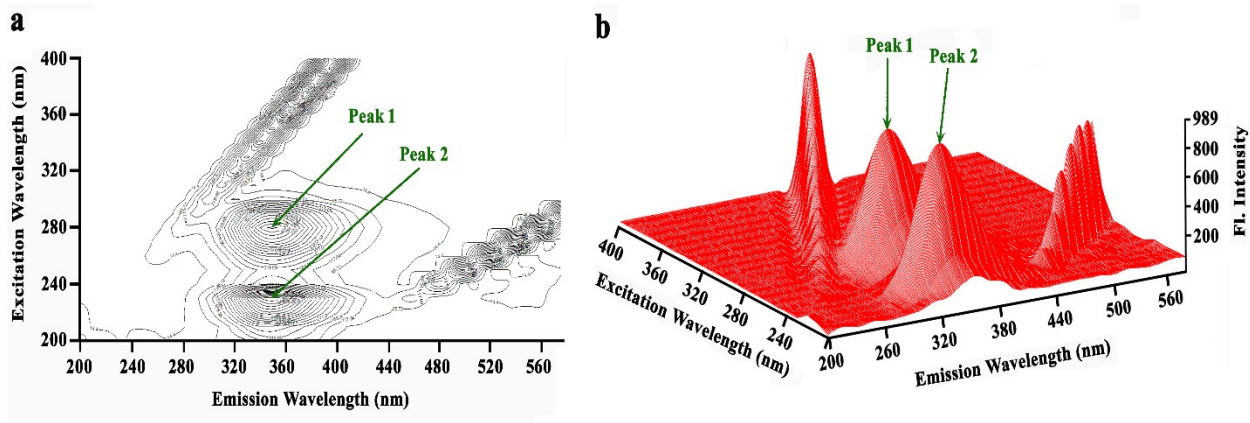 a
Excitation Wavelength (nm)
400
360
320
280
240
200
Peak 1
Peak 2
200 240 280 320 360 400 440 480 520 560
Emission Wavelength (nm)
b
Peak 1
Peak 2
989
800
600
400
200
Fl. Intensity
400
360
320
280
240
Excitation Wavelength (nm)
200 260 320 380 440 500 560
Emission Wavelength (nm)